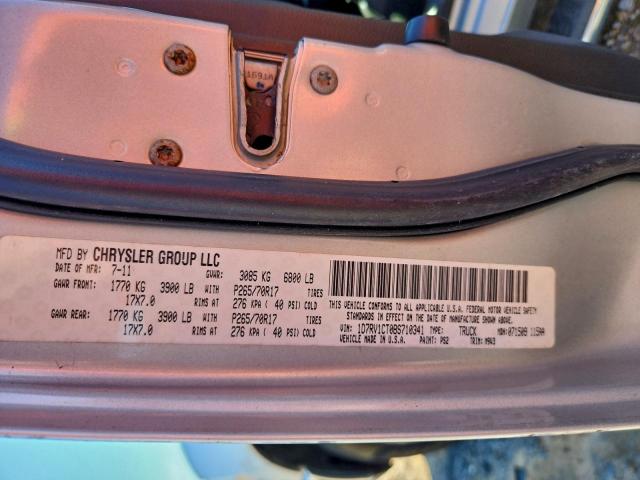 MFD BY CHRYSLER GROUP LLC
DATE OF MFR: 7-11 GVWR: 3085 KG 6800 LB
GAWR FRONT: 1770 KG 3900 LB WITH P265/70R17 TIRES
17X7.0 RIMS AT 276 KPA ( 40 PSI) COLD
GAWR REAR: 1770 KG 3900 LB WITH P265/70R17 TIRES
17X7.0 RIMS AT 276 KPA ( 40 PSI) COLD
THIS VEHICLE CONFORMS TO ALL APPLICABLE U.S.A. FEDERAL MOTOR VEHICLE SAFETY
STANDARDS IN EFFECT ON THE DATE OF MANUFACTURE SHOWN ABOVE.
VIN: 1D7RV1CT0BS710341 TYPE: TRUCK
VEHICLE MADE IN U.S.A. PAINT: PS2 TRIM: